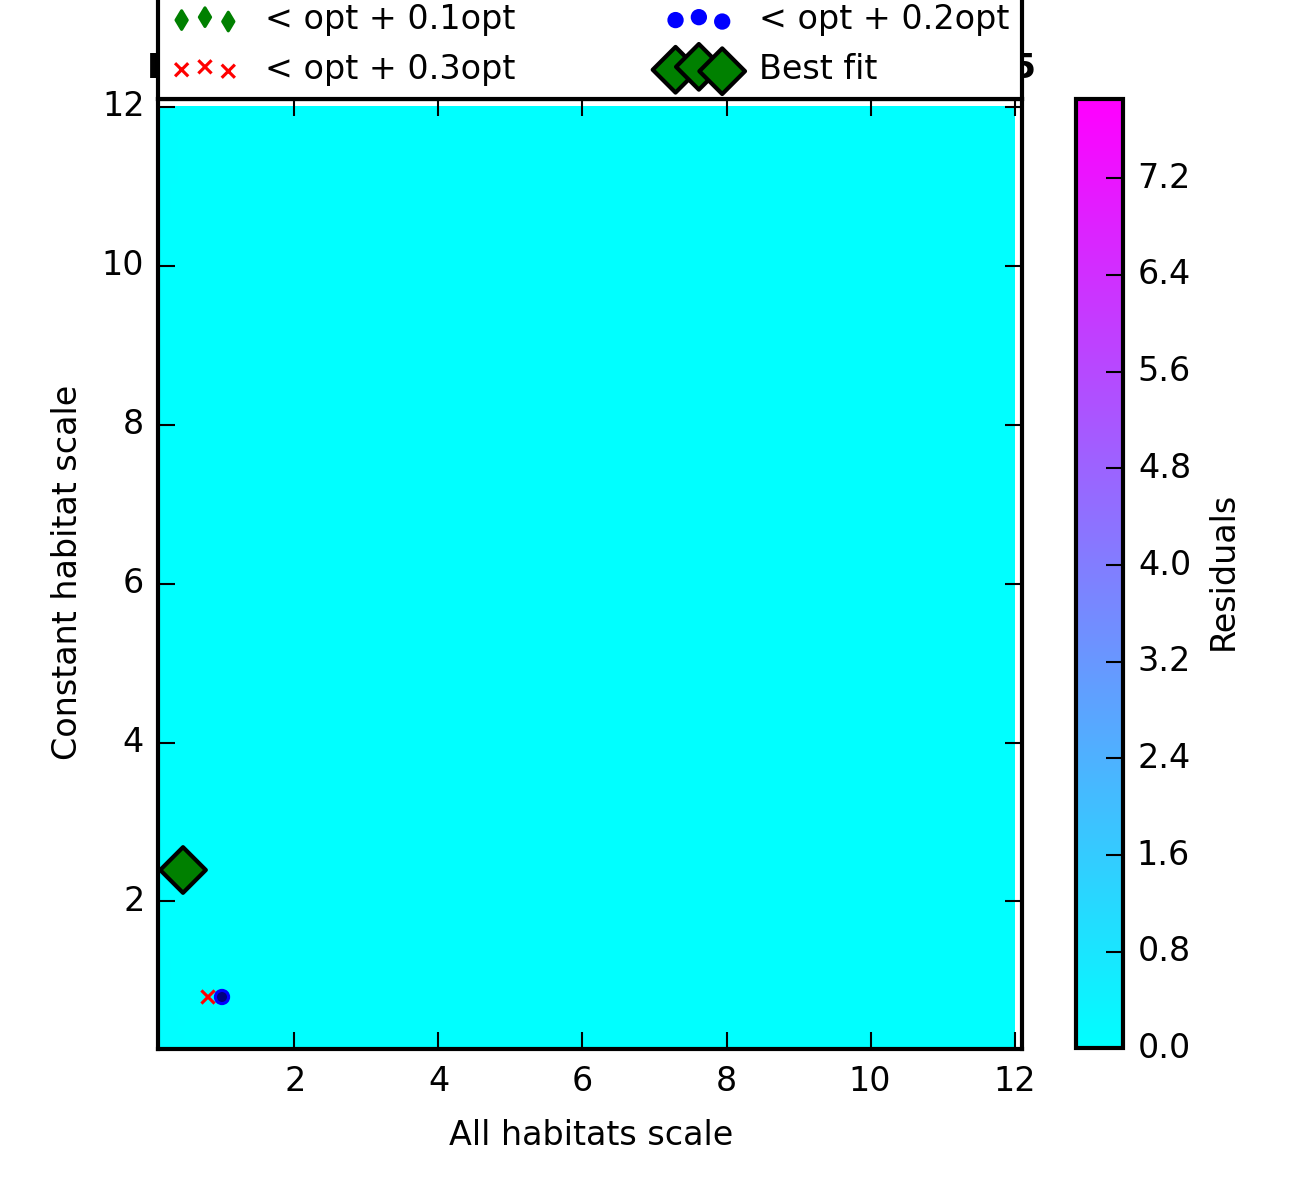 < opt + 0.1opt
< opt + 0.2opt
< opt + 0.3opt
Best fit
12
10
8
6
4
2
2 4 6 8 10 12
All habitats scale
Constant habitat scale
7.2
6.4
5.6
4.8
4.0
3.2
2.4
1.6
0.8
0.0
Residuals